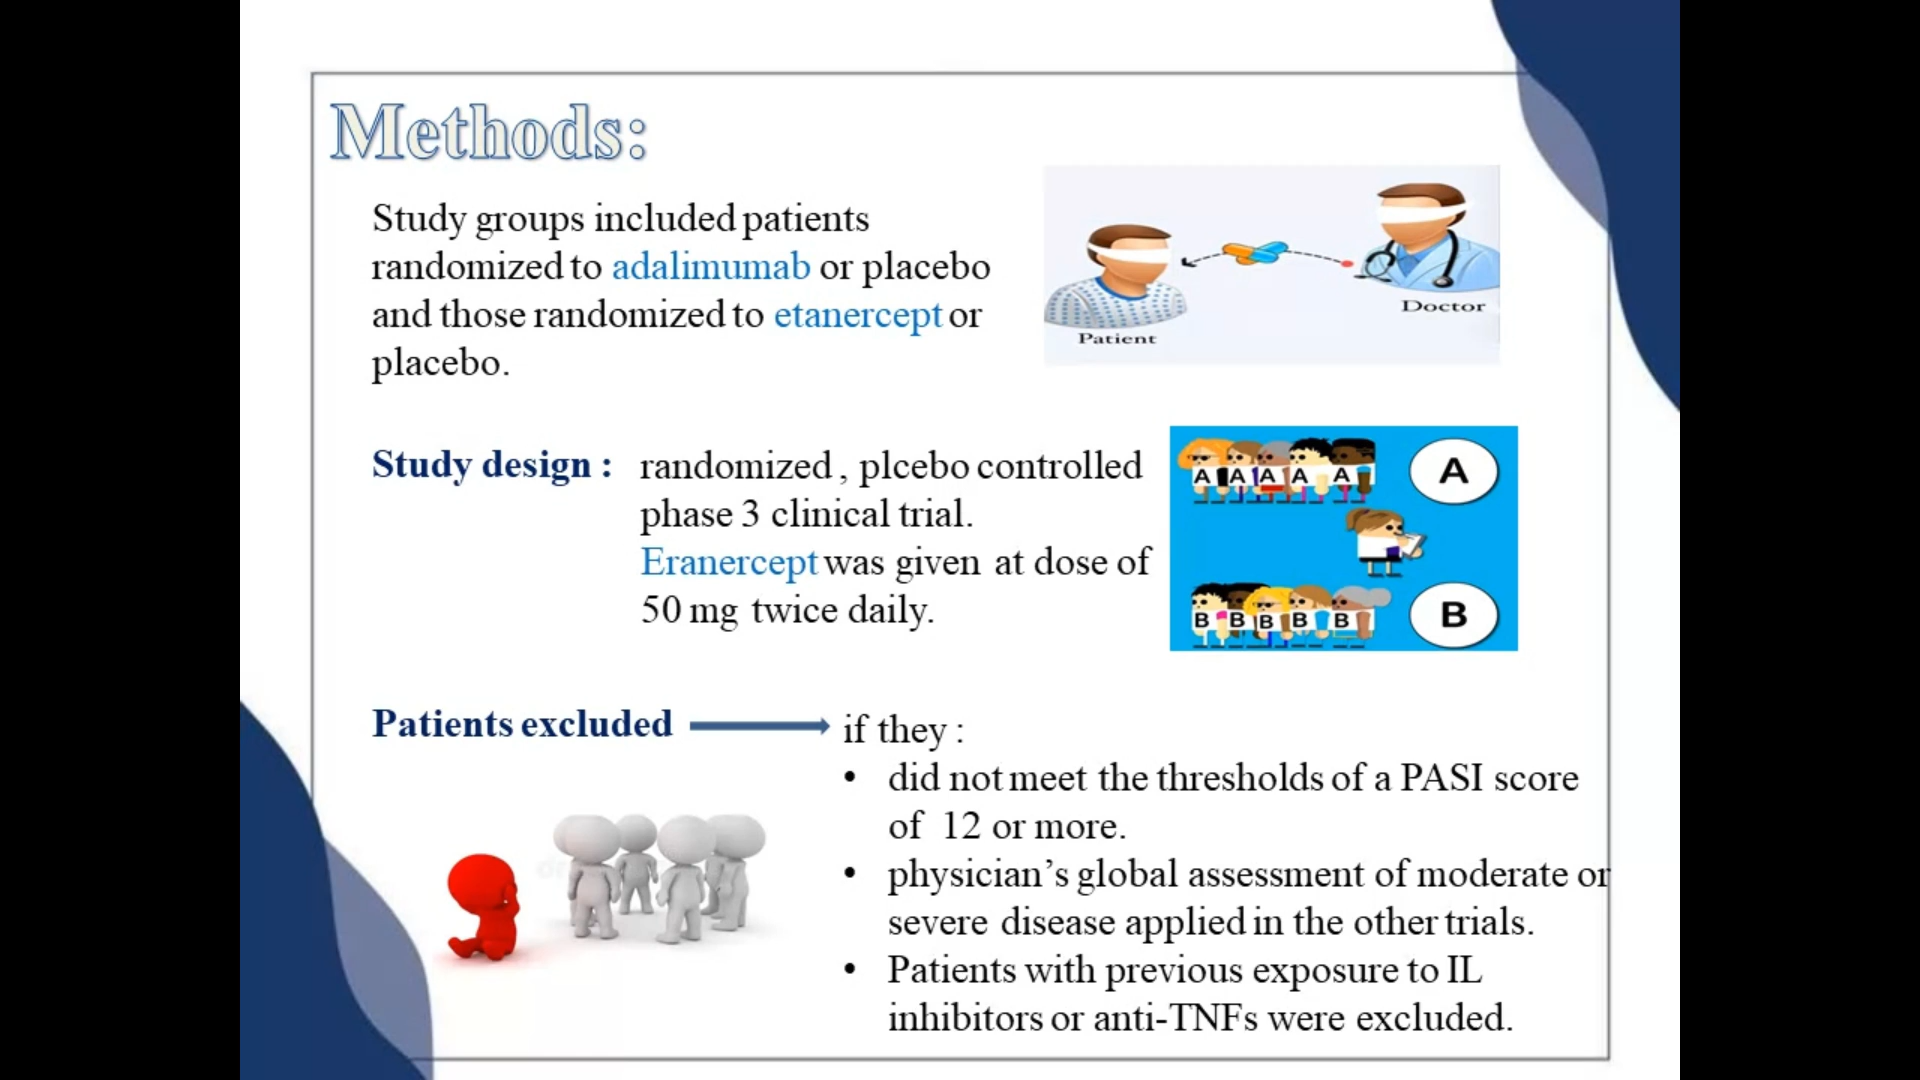 Methods:
Study groups included patients
randomized to adalimumab or placebo
and those randomized to etanercept or
placebo.
Patient
Doctor
Study design : randomized , plcebo controlled
phase 3 clinical trial.
Eranercept was given at dose of
50 mg twice daily.
A A A A A
A
B B B B B
B
Patients excluded if they :
• did not meet the thresholds of a PASI score
of 12 or more.
• physician’s global assessment of moderate or
severe disease applied in the other trials.
• Patients with previous exposure to IL
inhibitors or anti-TNFs were excluded.